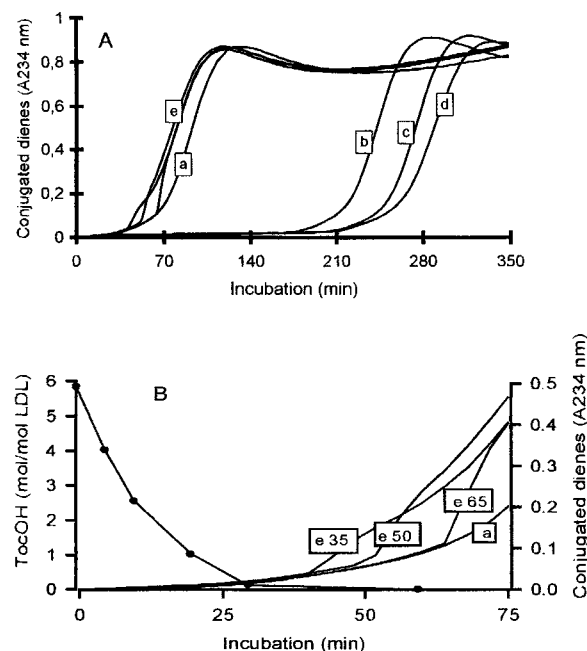 A
Conjugated dienes (A234 nm)
1
0,8
0,6
0,4
0,2
0
e
a
b
c
d
0 70 140 210 280 350
Incubation (min)
B
TocOH (mol/mol LDL)
6
5
4
3
2
1
0
0.5
0.4
0.3
0.2
0.1
0.0
Conjugated dienes (A234 nm)
e 35
e 50
e 65
a
0 25 50 75
Incubation (min)